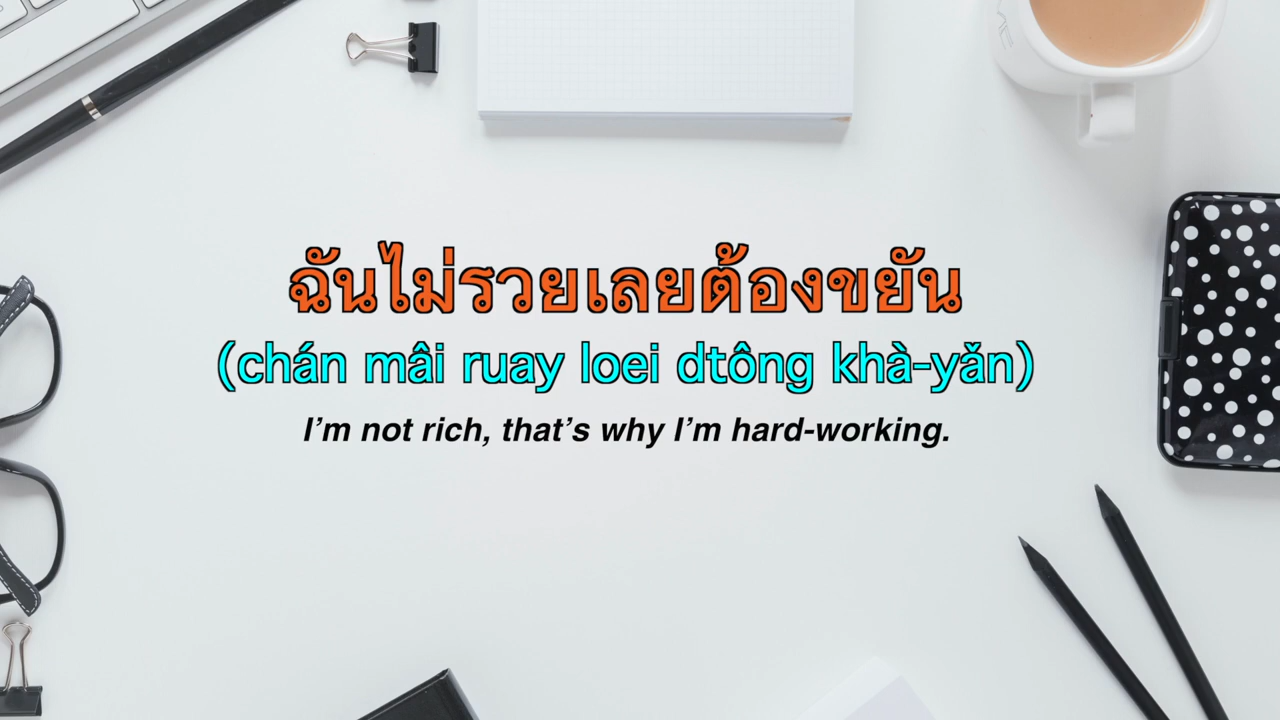 ฉันไม่รวยเลยต้องขยัน
(chán mâi ruay loei dtông khà-yǎn)
I’m not rich, that’s why I’m hard-working.